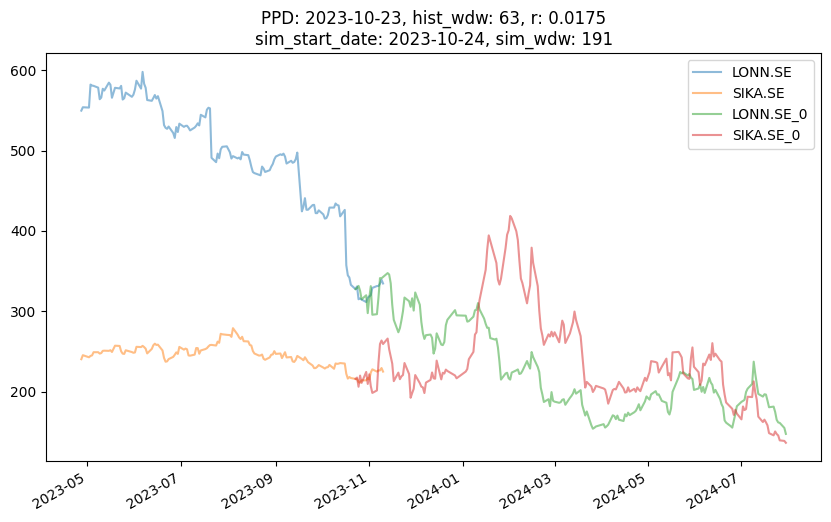 PPD: 2023-10-23, hist_wdw: 63, r: 0.0175
sim_start_date: 2023-10-24, sim_wdw: 191
LONN.SE
SIKA.SE
LONN.SE_0
SIKA.SE_0
600
500
400
300
200
2023-05
2023-07
2023-09
2023-11
2024-01
2024-03
2024-05
2024-07